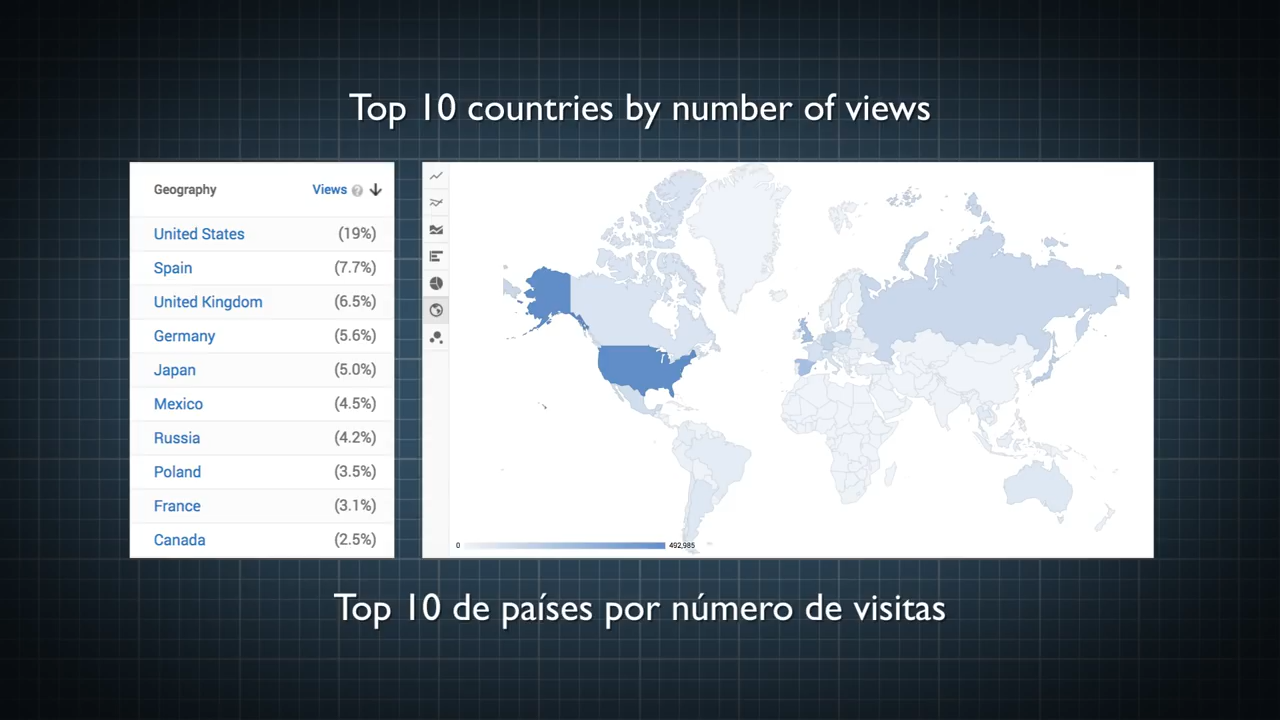 Top 10 countries by number of views
Geography Views ?
United States (19%)
Spain (7.7%)
United Kingdom (6.5%)
Germany (5.6%)
Japan (5.0%)
Mexico (4.5%)
Russia (4.2%)
Poland (3.5%)
France (3.1%)
Canada (2.5%)
0 492,985
Top 10 de países por número de visitas